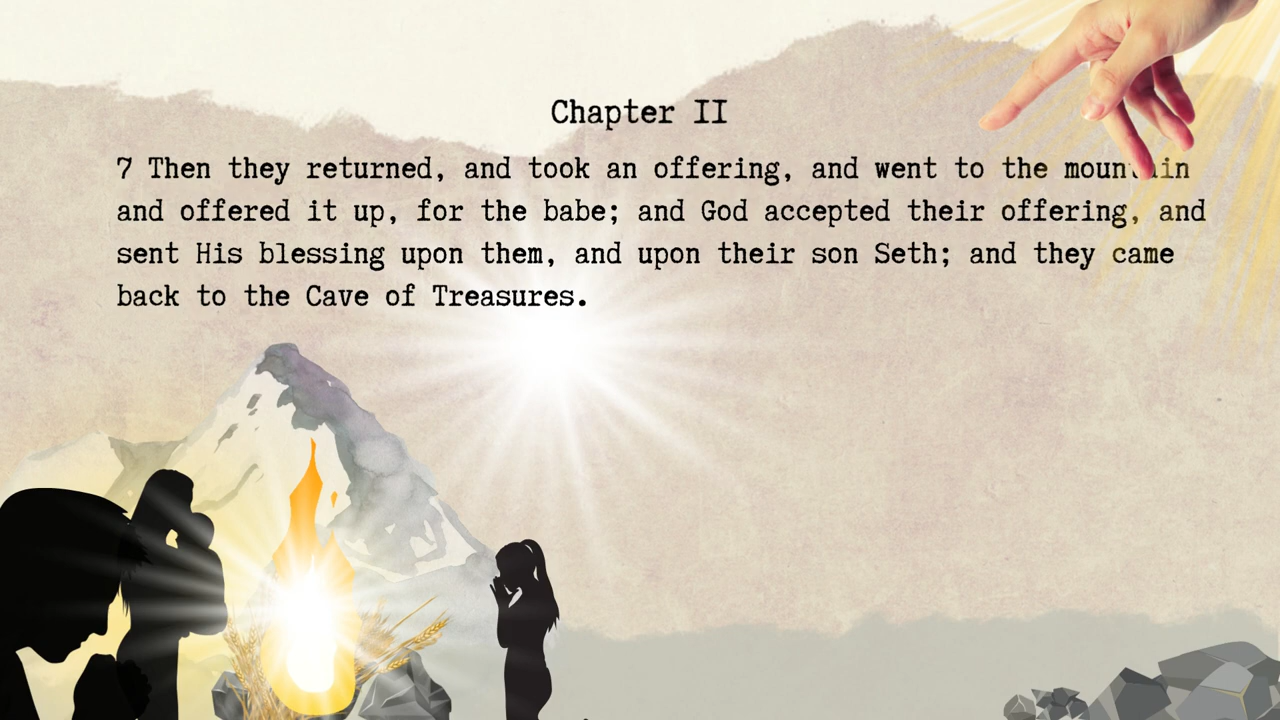 Chapter II
7 Then they returned, and took an offering, and went to the mountain
and offered it up, for the babe; and God accepted their offering, and
sent His blessing upon them, and upon their son Seth; and they came
back to the Cave of Treasures.